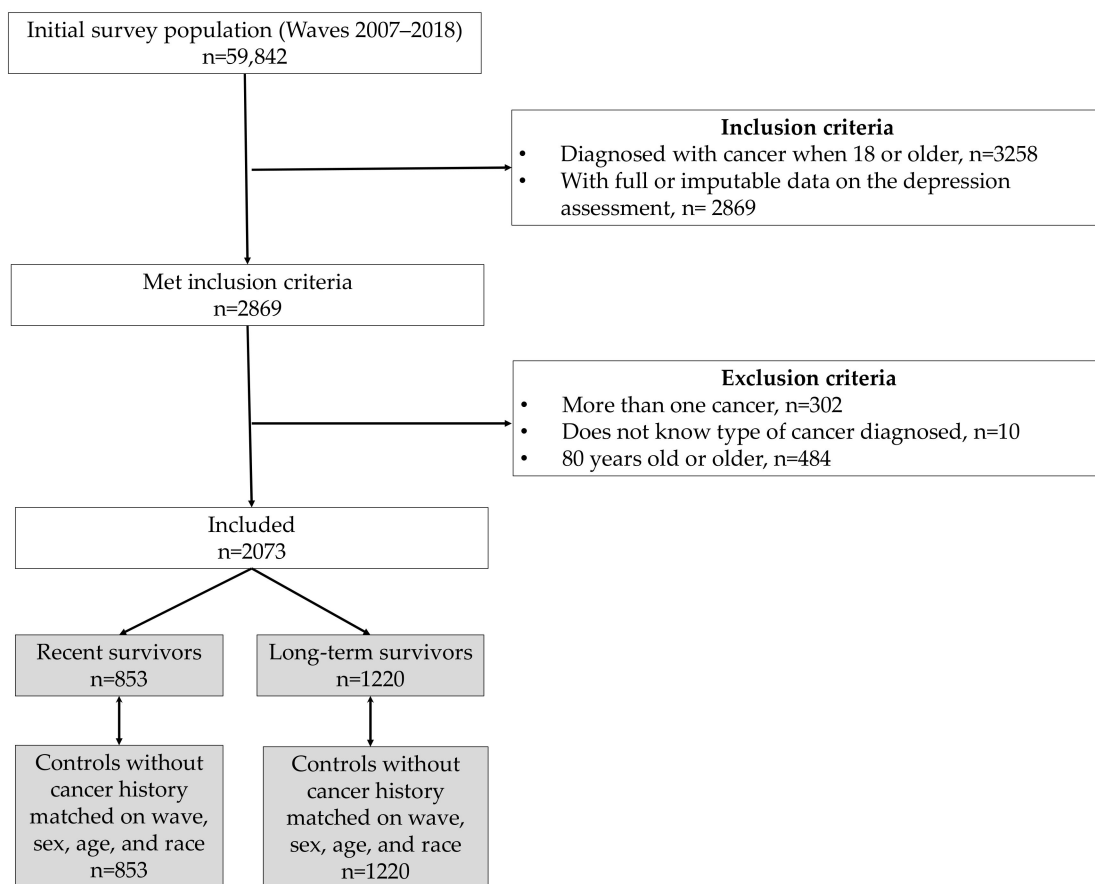 Initial survey population (Waves 2007–2018)
n=59,842
Inclusion criteria
• Diagnosed with cancer when 18 or older, n=3258
• With full or imputable data on the depression
assessment, n= 2869
Met inclusion criteria
n=2869
Exclusion criteria
• More than one cancer, n=302
• Does not know type of cancer diagnosed, n=10
• 80 years old or older, n=484
Included
n=2073
Recent survivors
n=853
Long-term survivors
n=1220
Controls without
cancer history
matched on wave,
sex, age, and race
n=853
Controls without
cancer history
matched on wave,
sex, age, and race
n=1220